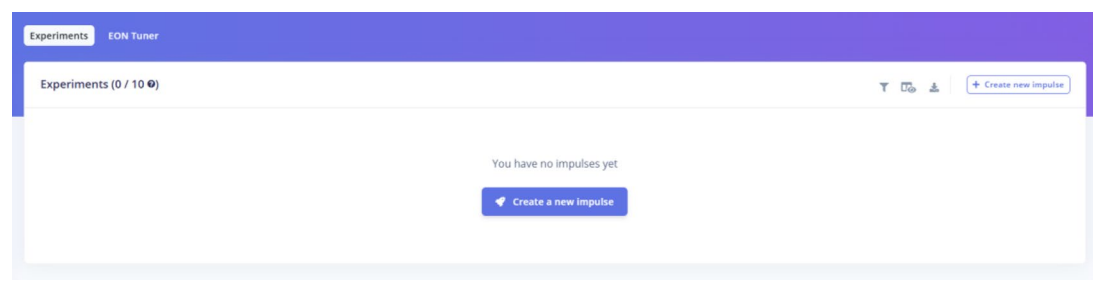 Experiments EON Tuner
Experiments (0 / 10 ?)
+ Create new impulse
You have no impulses yet
Create a new impulse